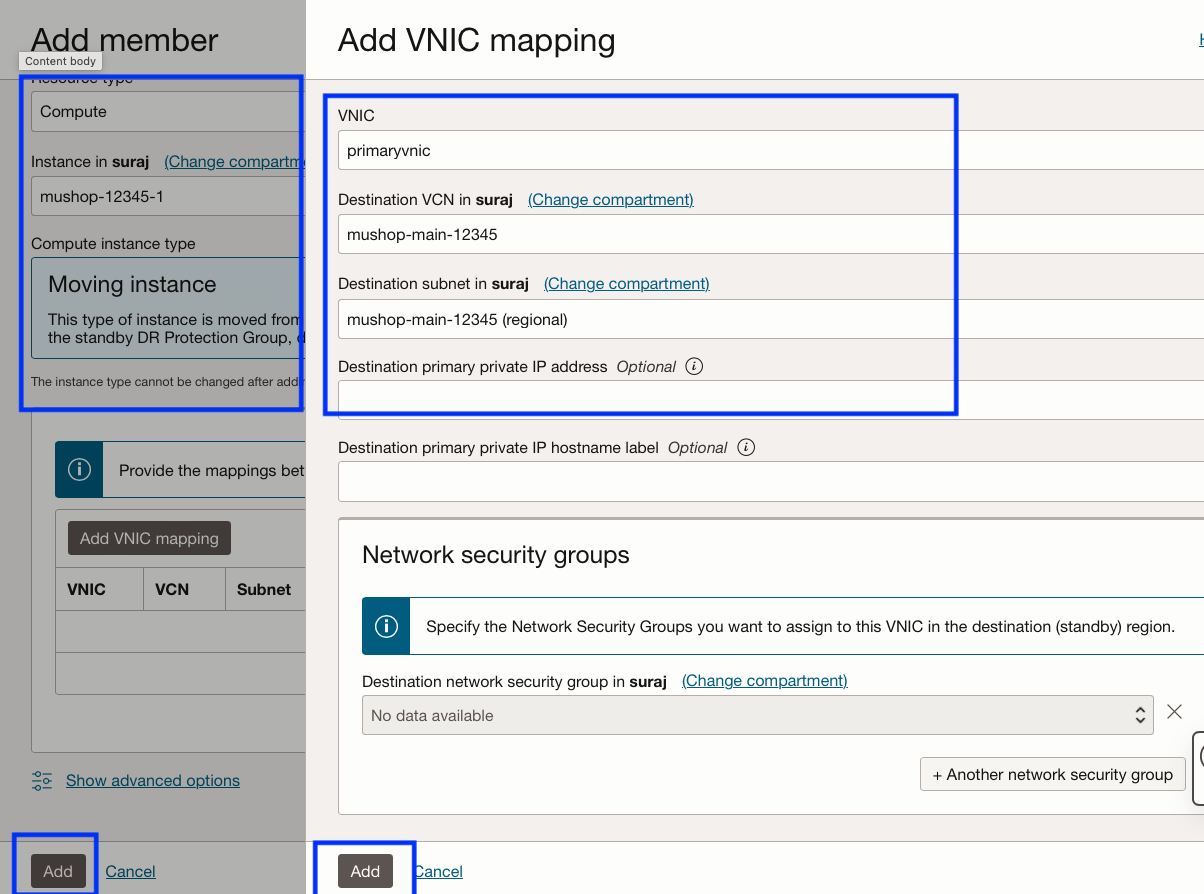 Add member
Content body
Resource type
Compute
Instance in suraj (Change compartme
mushop-12345-1
Compute instance type
Moving instance
This type of instance is moved from
the standby DR Protection Group, d
The instance type cannot be changed after add
Provide the mappings bet
Add VNIC mapping
VNIC VCN Subnet
Show advanced options
Add Cancel
Add VNIC mapping
H
VNIC
primaryvnic
Destination VCN in suraj (Change compartment)
mushop-main-12345
Destination subnet in suraj (Change compartment)
mushop-main-12345 (regional)
Destination primary private IP address Optional
Destination primary private IP hostname label Optional
Network security groups
Specify the Network Security Groups you want to assign to this VNIC in the destination (standby) region.
Destination network security group in suraj (Change compartment)
No data available
+ Another network security group
Add Cancel